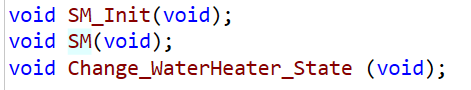 void SM_Init(void);
void SM(void);
void Change_WaterHeater_State (void);